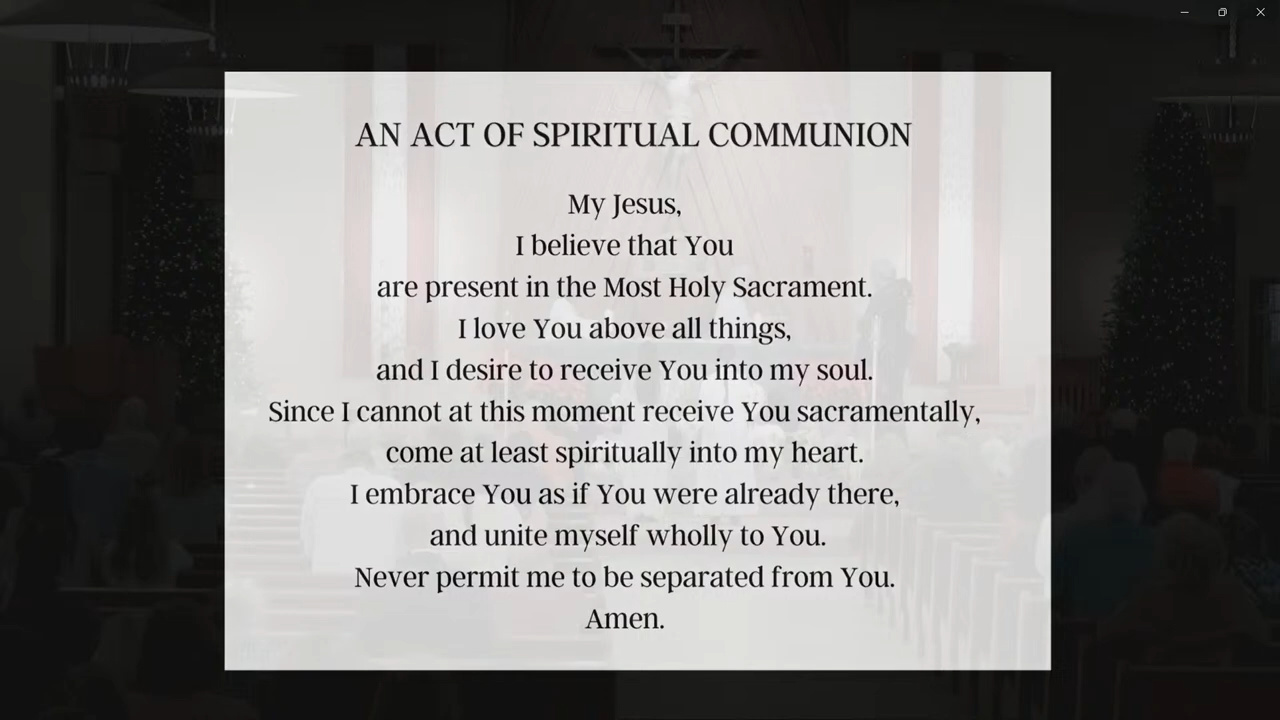 AN ACT OF SPIRITUAL COMMUNION
My Jesus,
I believe that You
are present in the Most Holy Sacrament.
I love You above all things,
and I desire to receive You into my soul.
Since I cannot at this moment receive You sacramentally,
come at least spiritually into my heart.
I embrace You as if You were already there,
and unite myself wholly to You.
Never permit me to be separated from You.
Amen.